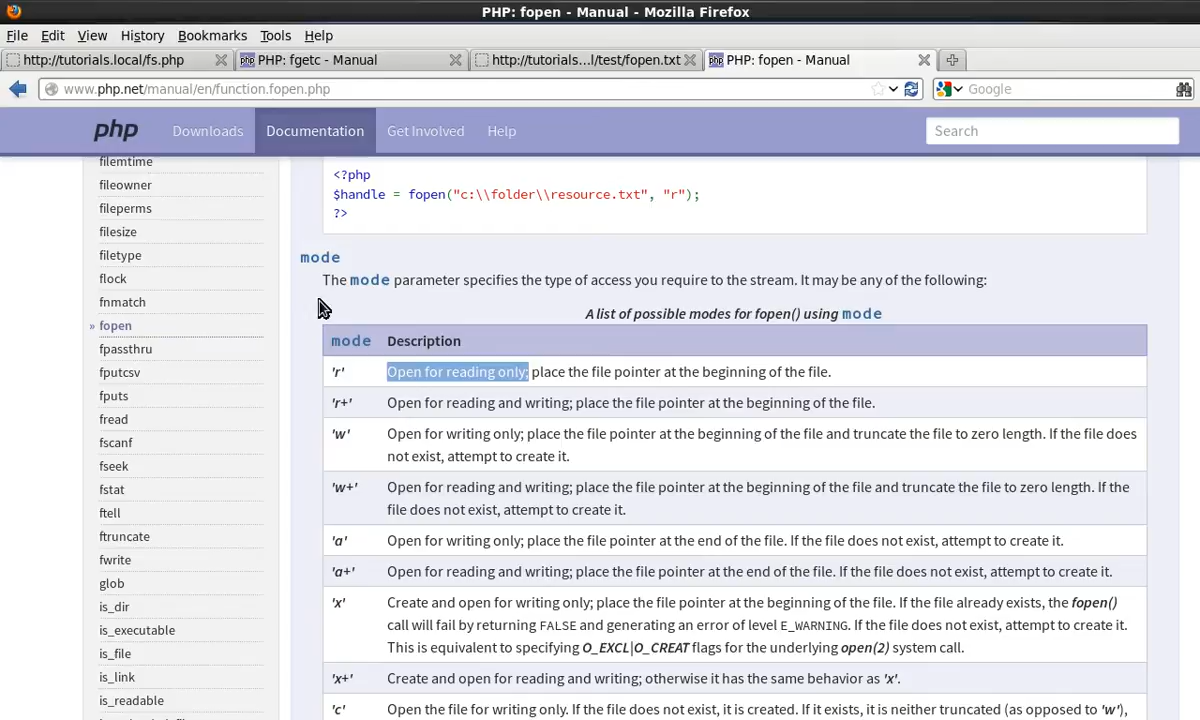 PHP: fopen - Manual - Mozilla Firefox
File Edit View History Bookmarks Tools Help
http://tutorials.local/fs.php
php PHP: fgetc - Manual
http://tutorials...l/test/fopen.txt
php PHP: fopen - Manual
www.php.net/manual/en/function.fopen.php
Google
php Downloads Documentation Get Involved Help Search
filemtime
fileowner
fileperms
filesize
filetype
flock
fnmatch
» fopen
fpassthru
fputcsv
fputs
fread
fscanf
fseek
fstat
ftell
ftruncate
fwrite
glob
is_dir
is_executable
is_file
is_link
is_readable
<?php
$handle = fopen("c:\\folder\\resource.txt", "r");
?>
mode
The mode parameter specifies the type of access you require to the stream. It may be any of the following:
A list of possible modes for fopen() using mode
mode Description
'r' Open for reading only; place the file pointer at the beginning of the file.
'r+' Open for reading and writing; place the file pointer at the beginning of the file.
'w' Open for writing only; place the file pointer at the beginning of the file and truncate the file to zero length. If the file does
not exist, attempt to create it.
'w+' Open for reading and writing; place the file pointer at the beginning of the file and truncate the file to zero length. If the
file does not exist, attempt to create it.
'a' Open for writing only; place the file pointer at the end of the file. If the file does not exist, attempt to create it.
'a+' Open for reading and writing; place the file pointer at the end of the file. If the file does not exist, attempt to create it.
'x' Create and open for writing only; place the file pointer at the beginning of the file. If the file already exists, the fopen()
call will fail by returning FALSE and generating an error of level E_WARNING. If the file does not exist, attempt to create it.
This is equivalent to specifying O_EXCL|O_CREAT flags for the underlying open(2) system call.
'x+' Create and open for reading and writing; otherwise it has the same behavior as 'x'.
'c' Open the file for writing only. If the file does not exist, it is created. If it exists, it is neither truncated (as opposed to 'w'),